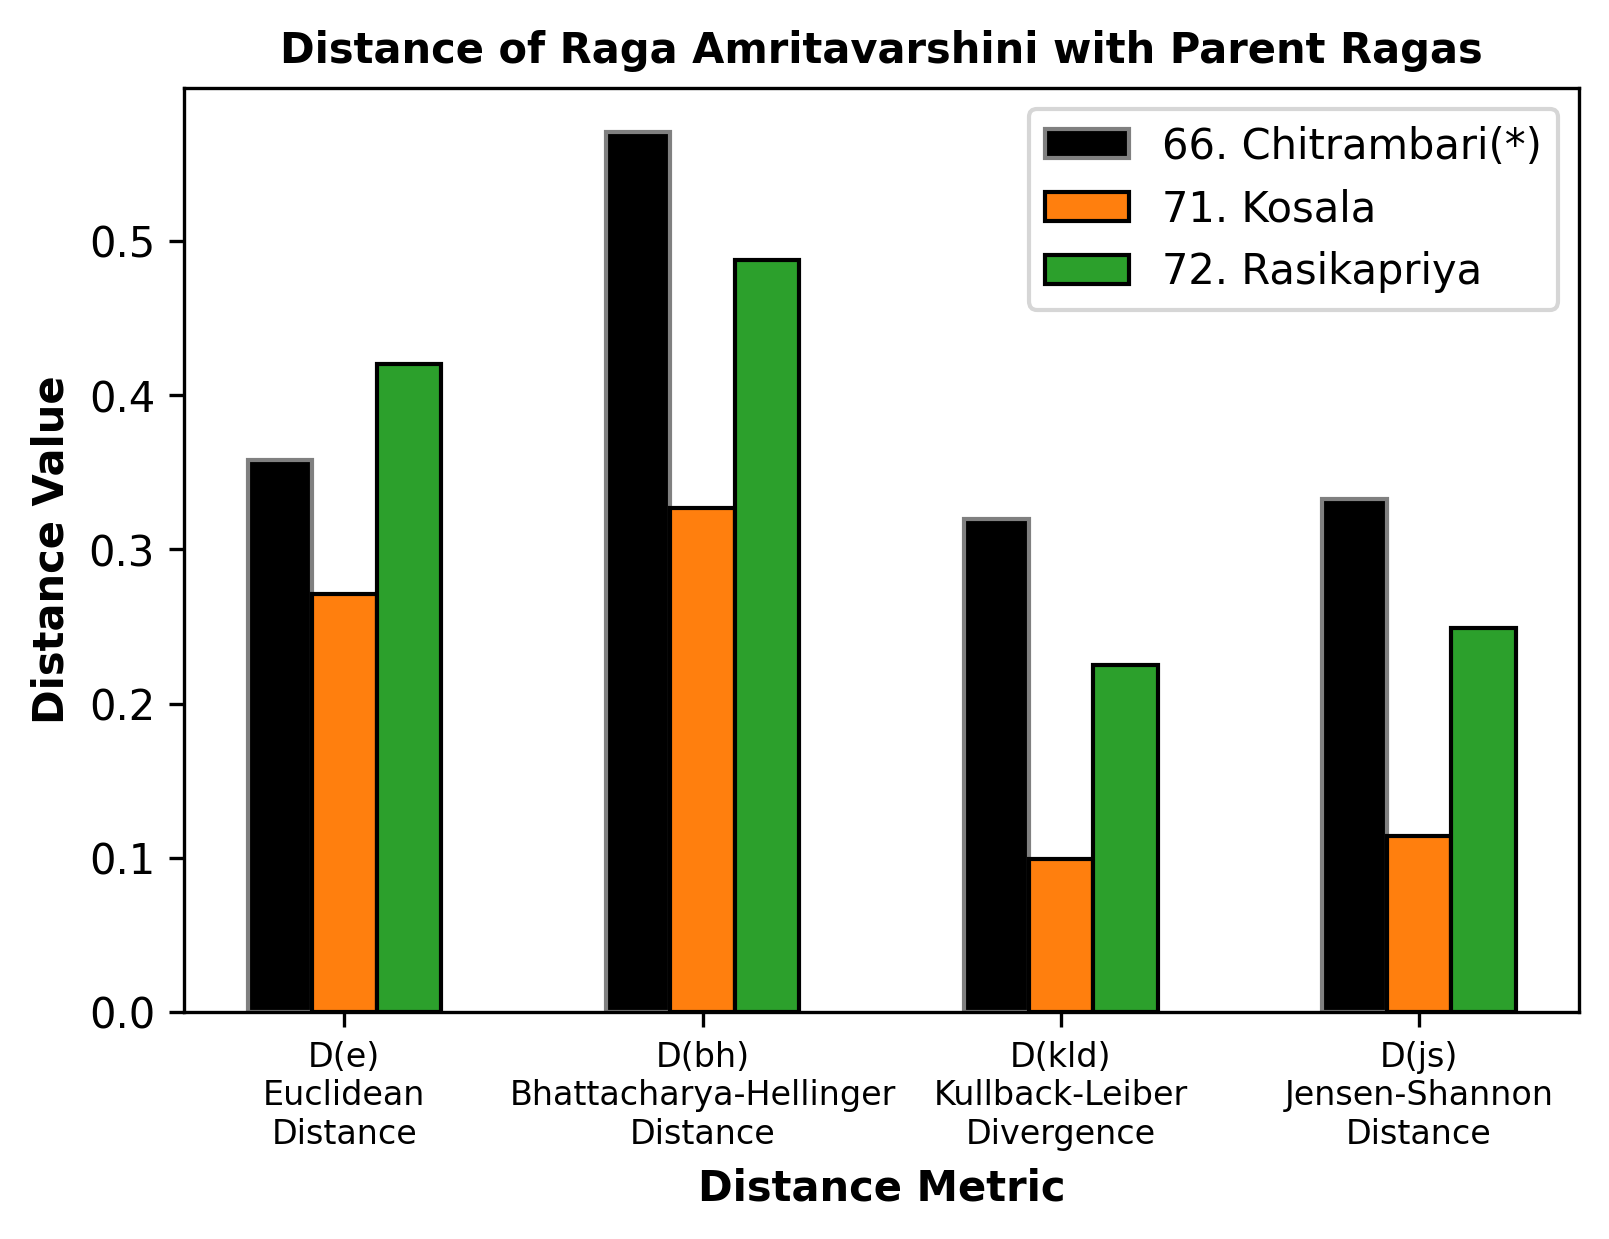 Distance of Raga Amritavarshini with Parent Ragas
66. Chitrambari(*)
71. Kosala
72. Rasikapriya
Distance Value
0.5
0.4
0.3
0.2
0.1
0.0
D(e)
Euclidean
Distance
D(bh)
Bhattacharya-Hellinger
Distance
D(kld)
Kullback-Leiber
Divergence
D(js)
Jensen-Shannon
Distance
Distance Metric